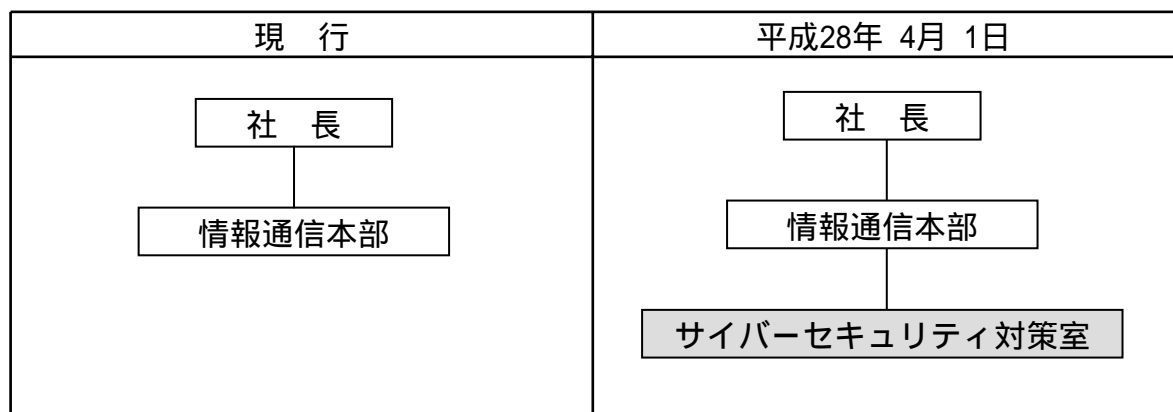 現　行
社　長
情報通信本部
平成28年 4月 1日
社　長
情報通信本部
サイバーセキュリティ対策室